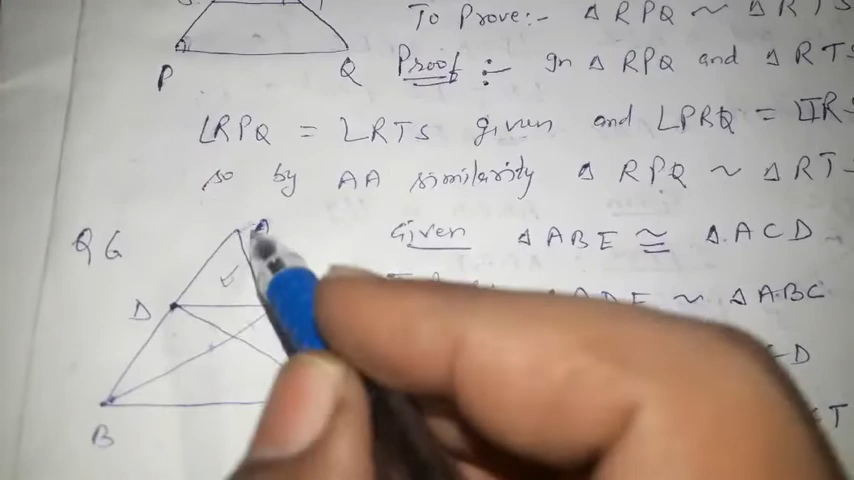 To Prove:- Δ RPQ ~ Δ RTS
P Q Proof :- In Δ RPQ and Δ RTS
∠RPQ = ∠RTS given and ∠PRQ =
so by AA similarity Δ RPQ ~ Δ RTS
Q6 A Given Δ ABE ≅ Δ ACD
D ~ Δ ABC
B